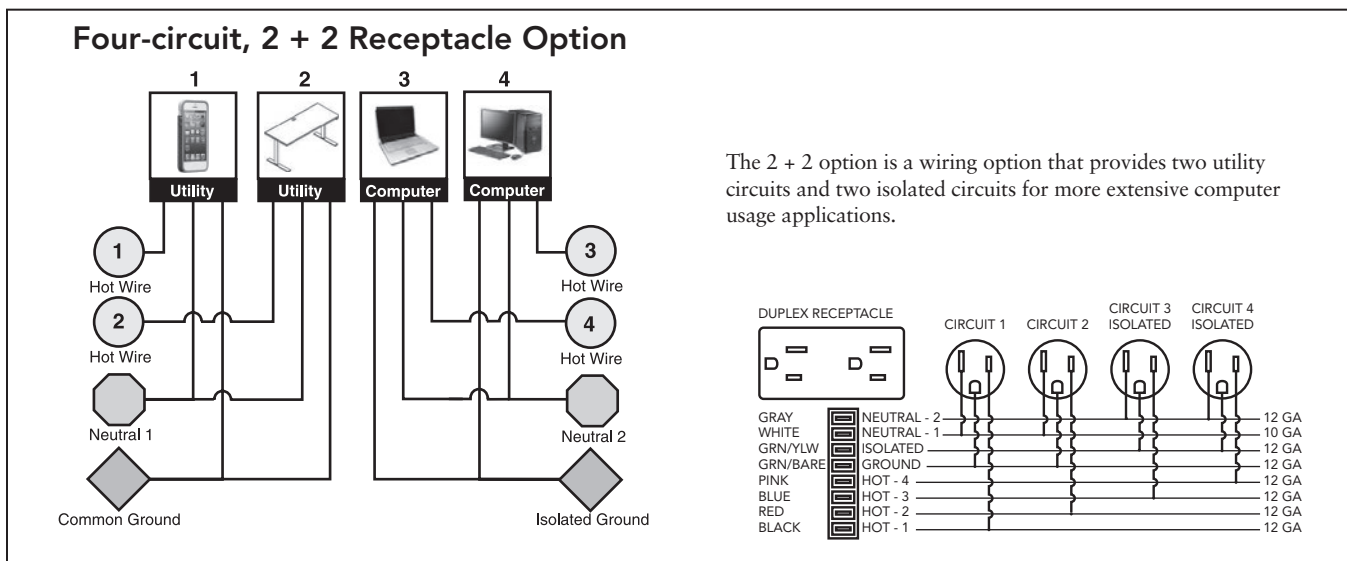 Four-circuit, 2 + 2 Receptacle Option
1 2 3 4
Utility Utility Computer Computer
1
Hot Wire
2
Hot Wire
Neutral 1
Common Ground
3
Hot Wire
4
Hot Wire
Neutral 2
Isolated Ground
The 2 + 2 option is a wiring option that provides two utility
circuits and two isolated circuits for more extensive computer
usage applications.
DUPLEX RECEPTACLE
CIRCUIT 1
CIRCUIT 2
CIRCUIT 3
ISOLATED
CIRCUIT 4
ISOLATED
GRAY NEUTRAL - 2 12 GA
WHITE NEUTRAL - 1 10 GA
GRN/YLW ISOLATED 12 GA
GRN/BARE GROUND 12 GA
PINK HOT - 4 12 GA
BLUE HOT - 3 12 GA
RED HOT - 2 12 GA
BLACK HOT - 1 12 GA